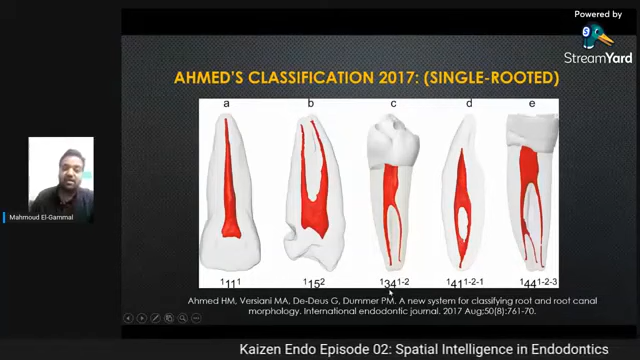 Powered by
StreamYard
AHMED'S CLASSIFICATION 2017: (SINGLE-ROOTED)
a b c d e
¹11¹ ¹15² ¹34¹⁻² ¹41¹⁻²⁻¹ ¹44¹⁻²⁻³
Ahmed HM, Versiani MA, De-Deus G, Dummer PM. A new system for classifying root and root canal
morphology. International endodontic journal. 2017 Aug;50(8):761-70.
Mahmoud El-Gammal
Kaizen Endo Episode 02: Spatial Intelligence in Endodontics